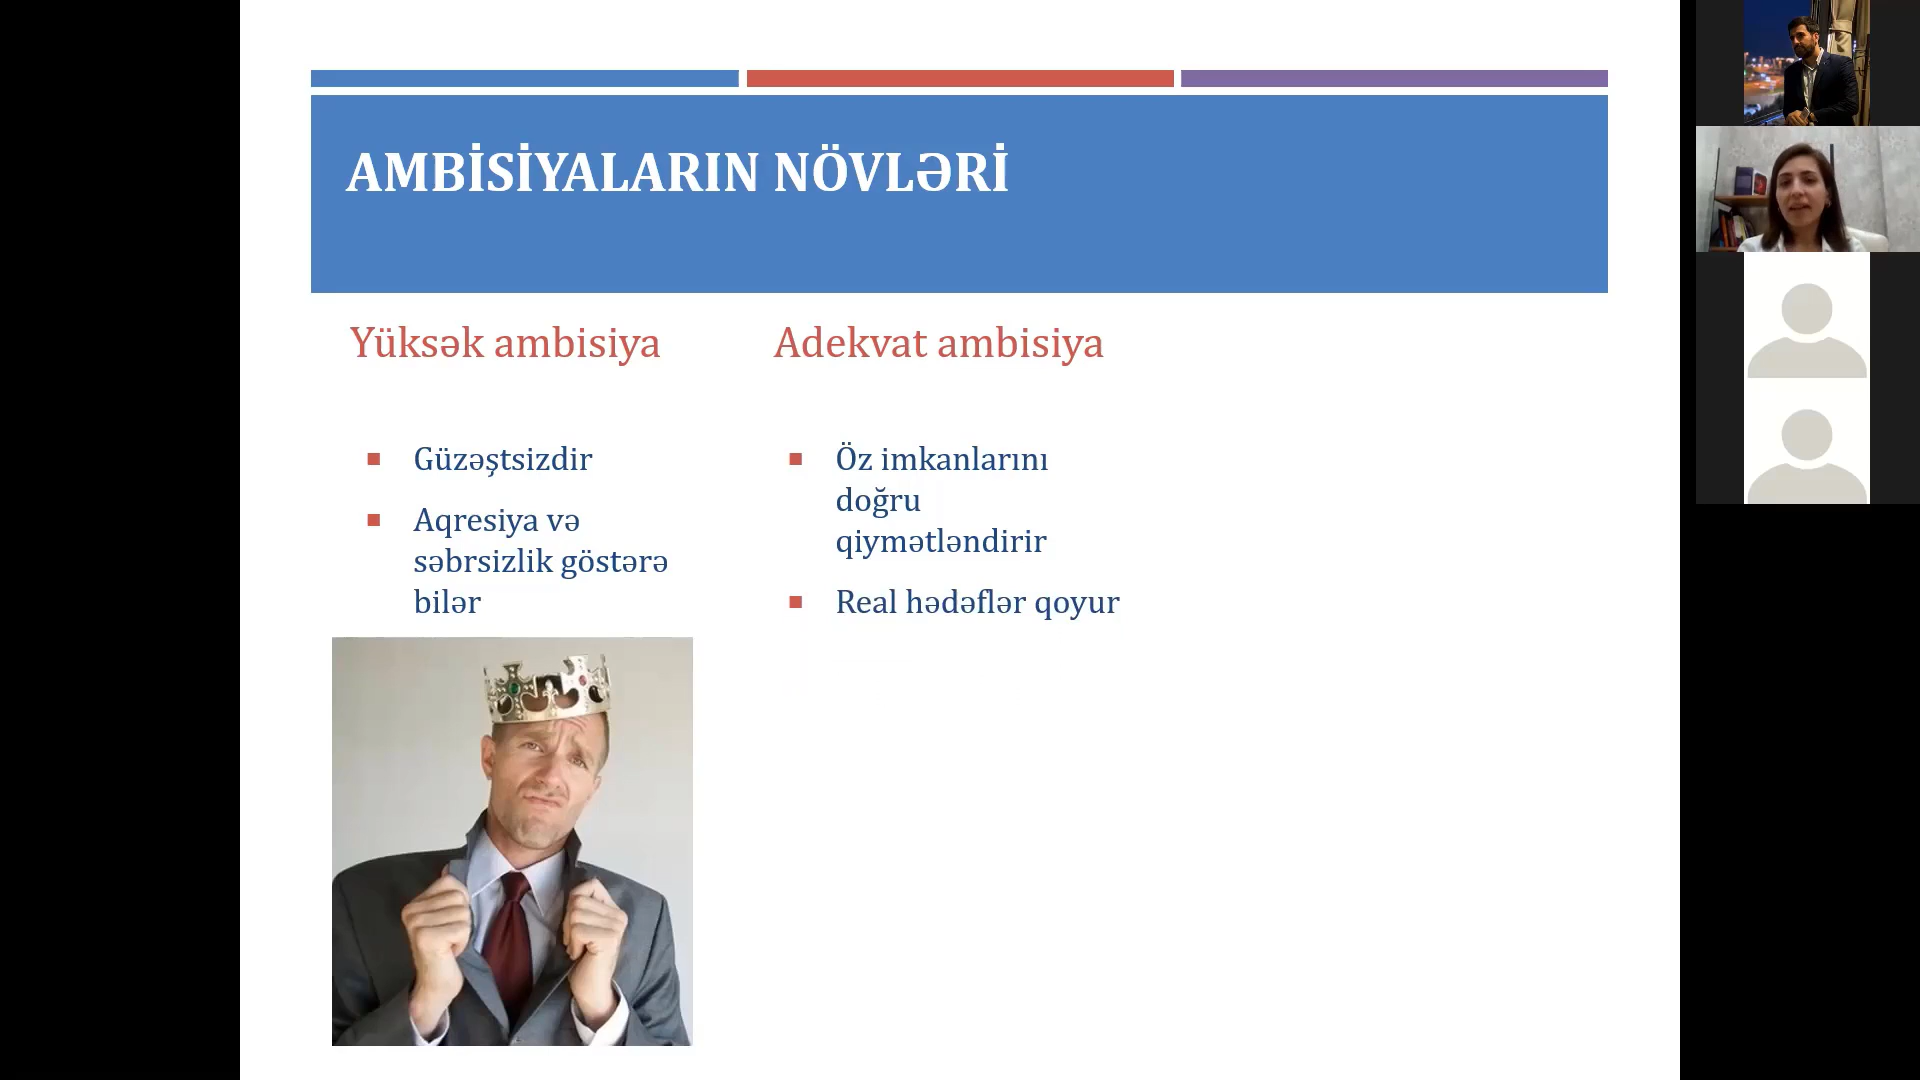 AMBİSİYALARIN NÖVLƏRİ
Yüksək ambisiya
Güzəştsizdir
Aqresiya və
səbrsizlik göstərə
bilər
Adekvat ambisiya
Öz imkanlarını
doğru
qiymətləndirir
Real hədəflər qoyur